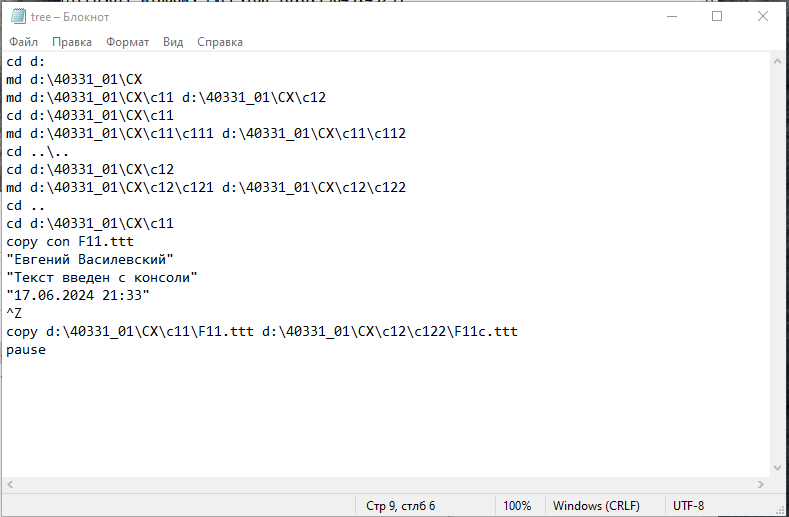 tree – Блокнот
Файл Правка Формат Вид Справка
cd d:
md d:\40331_01\CX
md d:\40331_01\CX\c11 d:\40331_01\CX\c12
cd d:\40331_01\CX\c11
md d:\40331_01\CX\c11\c111 d:\40331_01\CX\c11\c112
cd ..\..
cd d:\40331_01\CX\c12
md d:\40331_01\CX\c12\c121 d:\40331_01\CX\c12\c122
cd ..
cd d:\40331_01\CX\c11
copy con F11.ttt
"Евгений Василевский"
"Текст введен с консоли"
"17.06.2024 21:33"
^Z
copy d:\40331_01\CX\c11\F11.ttt d:\40331_01\CX\c12\c122\F11c.ttt
pause
Стр 9, стлб 6 100% Windows (CRLF) UTF-8